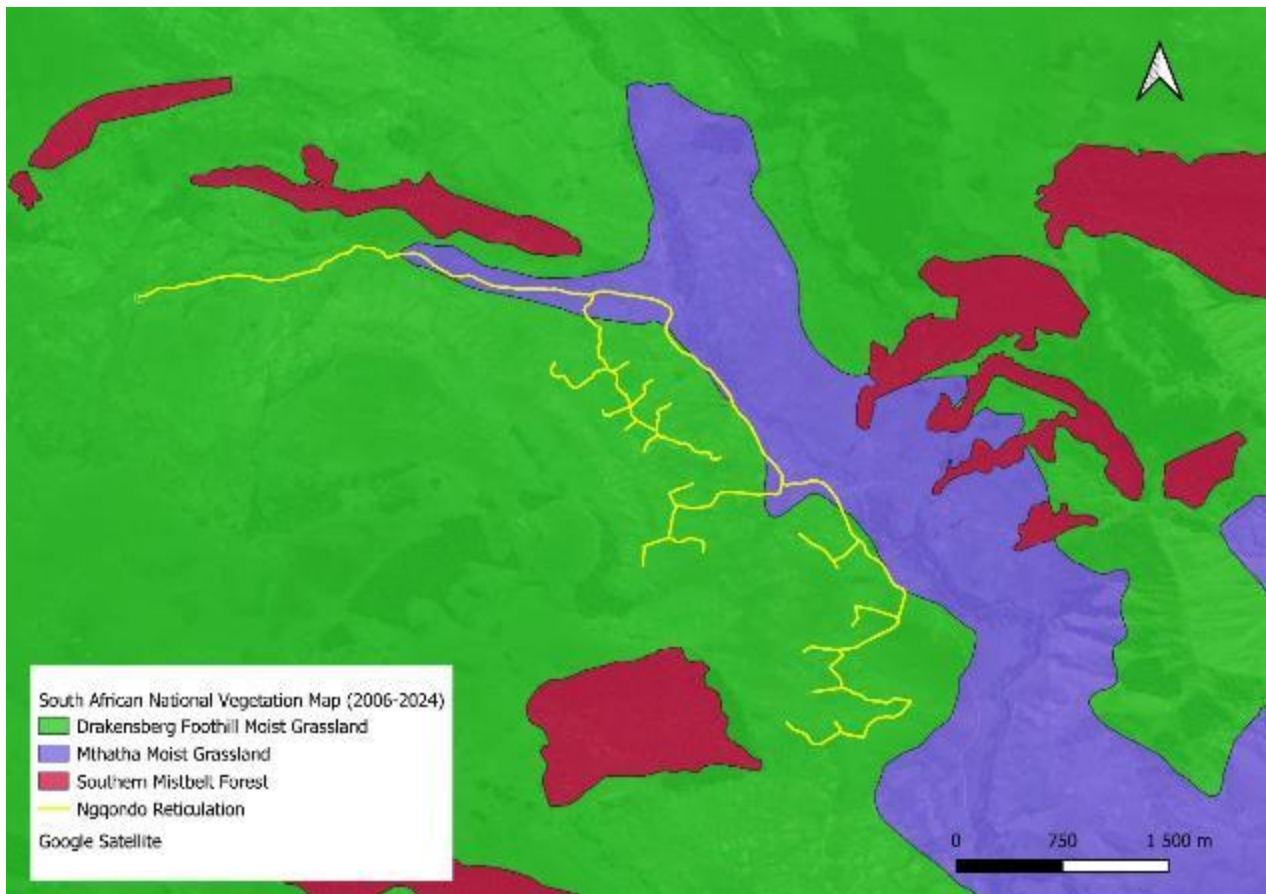 South African National Vegetation Map (2006-2024)
Drakensberg Foothill Moist Grassland
Mthatha Moist Grassland
Southern Mistbelt Forest
Ngqondo Reticulation
Google Satellite
0 750 1 500 m